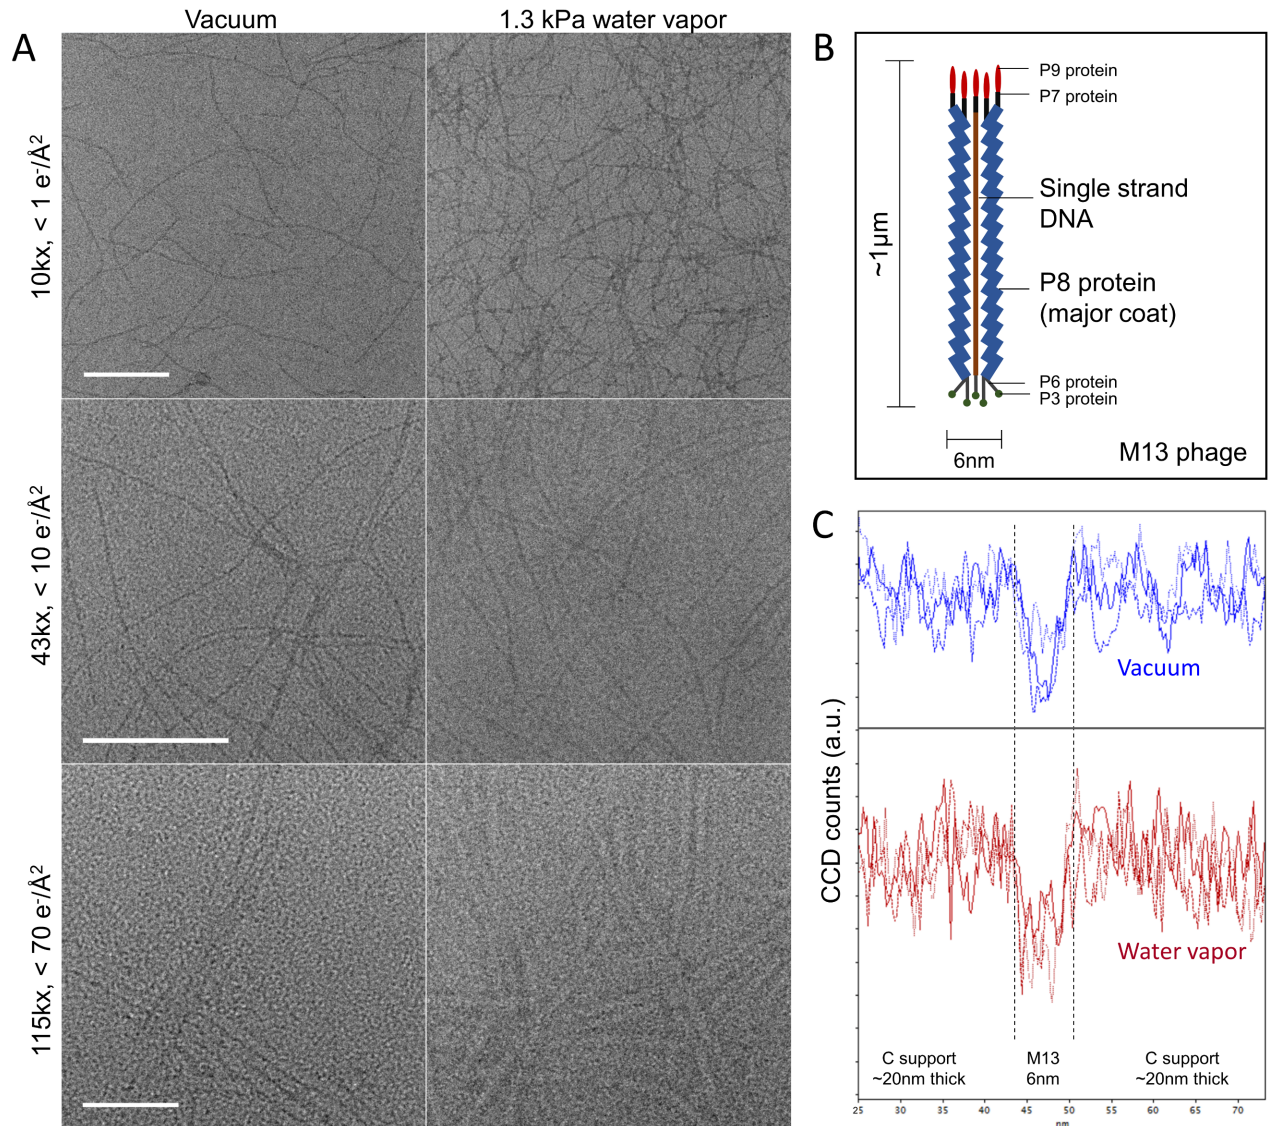 A
Vacuum
1.3 kPa water vapor
10kx, < 1 e⁻/Å²
43kx, < 10 e⁻/Å²
115kx, < 70 e⁻/Å²
B
P9 protein
P7 protein
Single strand
DNA
P8 protein
(major coat)
P6 protein
P3 protein
~1μm
6nm
M13 phage
C
Vacuum
Water vapor
CCD counts (a.u.)
C support
~20nm thick
M13
6nm
C support
~20nm thick
25 30 35 40 45 50 55 60 65 70
nm